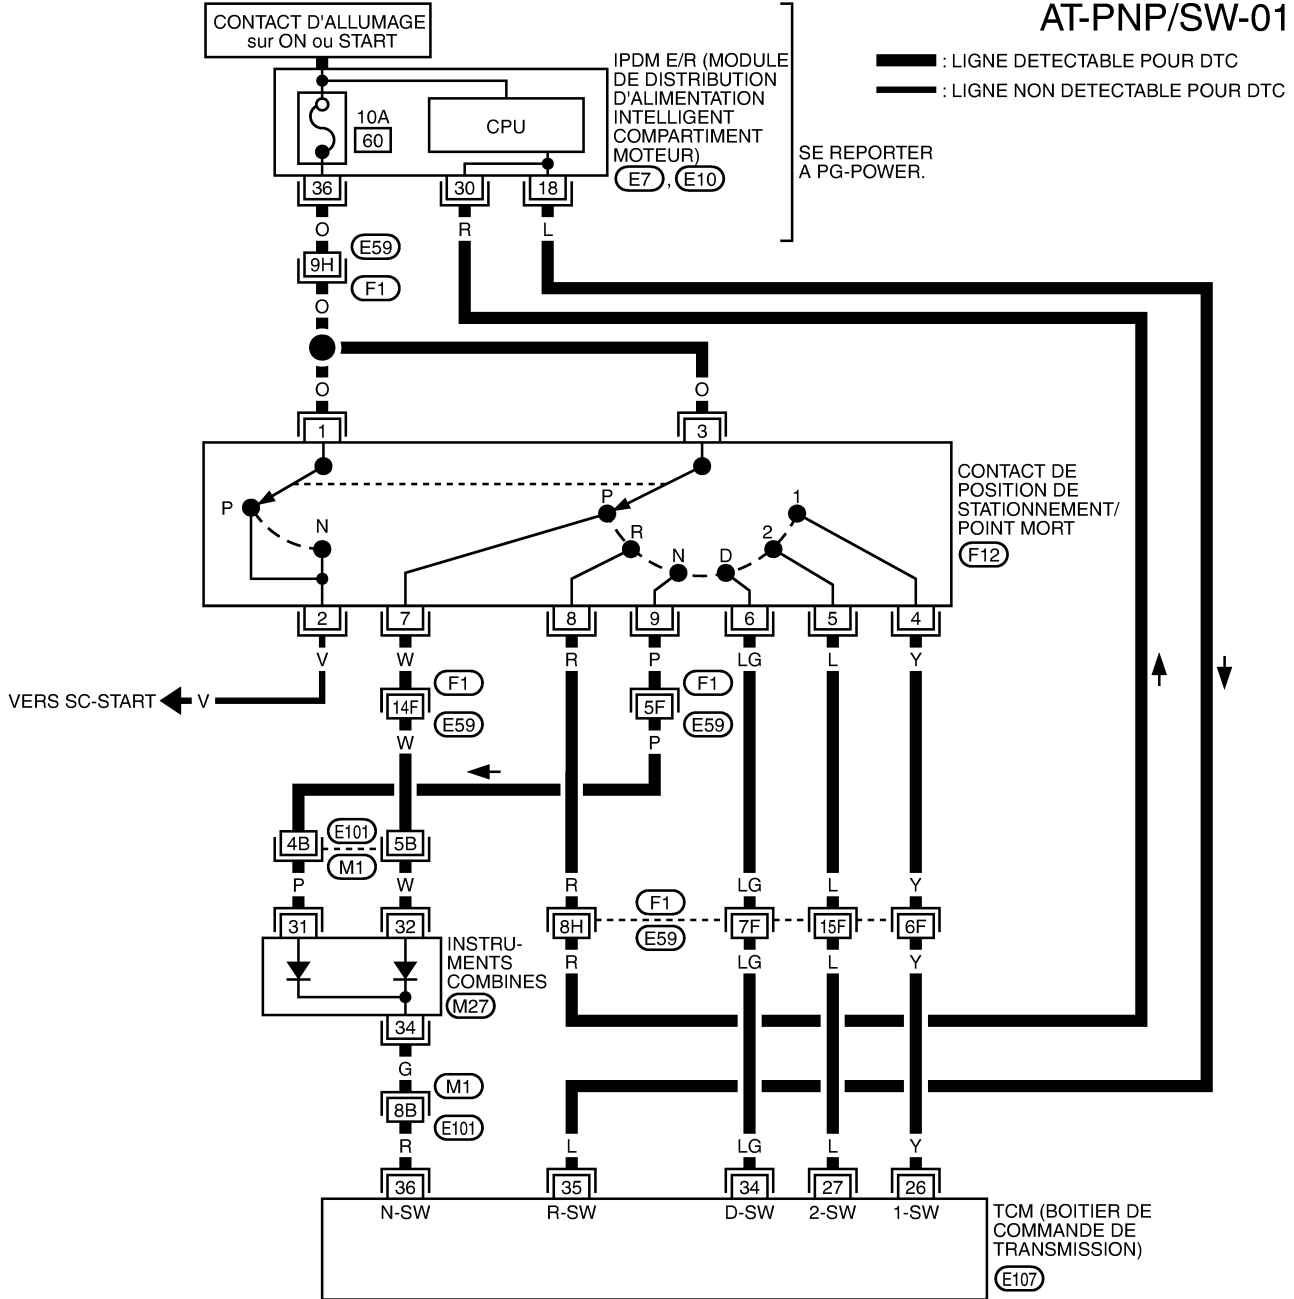 AT-PNP/SW-01
CONTACT D'ALLUMAGE
sur ON ou START
: LIGNE DETECTABLE POUR DTC
: LIGNE NON DETECTABLE POUR DTC
IPDM E/R (MODULE
DE DISTRIBUTION
D'ALIMENTATION
INTELLIGENT
COMPARTIMENT
MOTEUR)
E7 , E10
10A
60
CPU
SE REPORTER
A PG-POWER.
36 30 18
O R L
E59
9H
F1
O
O O
1 3
CONTACT DE
POSITION DE
STATIONNEMENT/
POINT MORT
F12
P N
P R N D 2 1
2 7 8 9 6 5 4
V W R P LG L Y
VERS SC-START V
F1 F1
14F 5F
E59 E59
W P
4B E101 5B
M1
P W R LG L Y
31 32
F1
8H 7F 15F 6F
E59
INSTRU-
MENTS
COMBINES
M27
R LG L Y
34
G
M1
8B
E101
R L LG L Y
36 35 34 27 26
N-SW R-SW D-SW 2-SW 1-SW
TCM (BOITIER DE
COMMANDE DE
TRANSMISSION)
E107